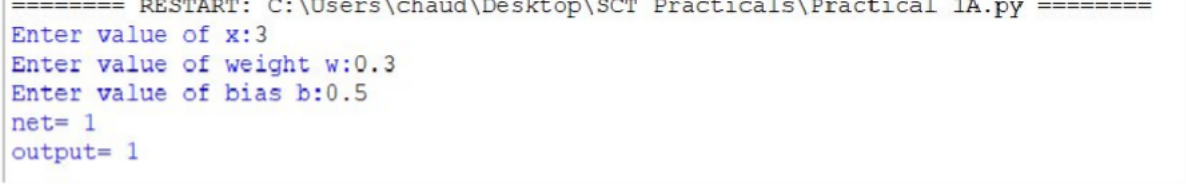 ======== RESTART: C:\Users\chaud\Desktop\SCT Practicals\Practical 1A.py ========
Enter value of x:3
Enter value of weight w:0.3
Enter value of bias b:0.5
net= 1
output= 1